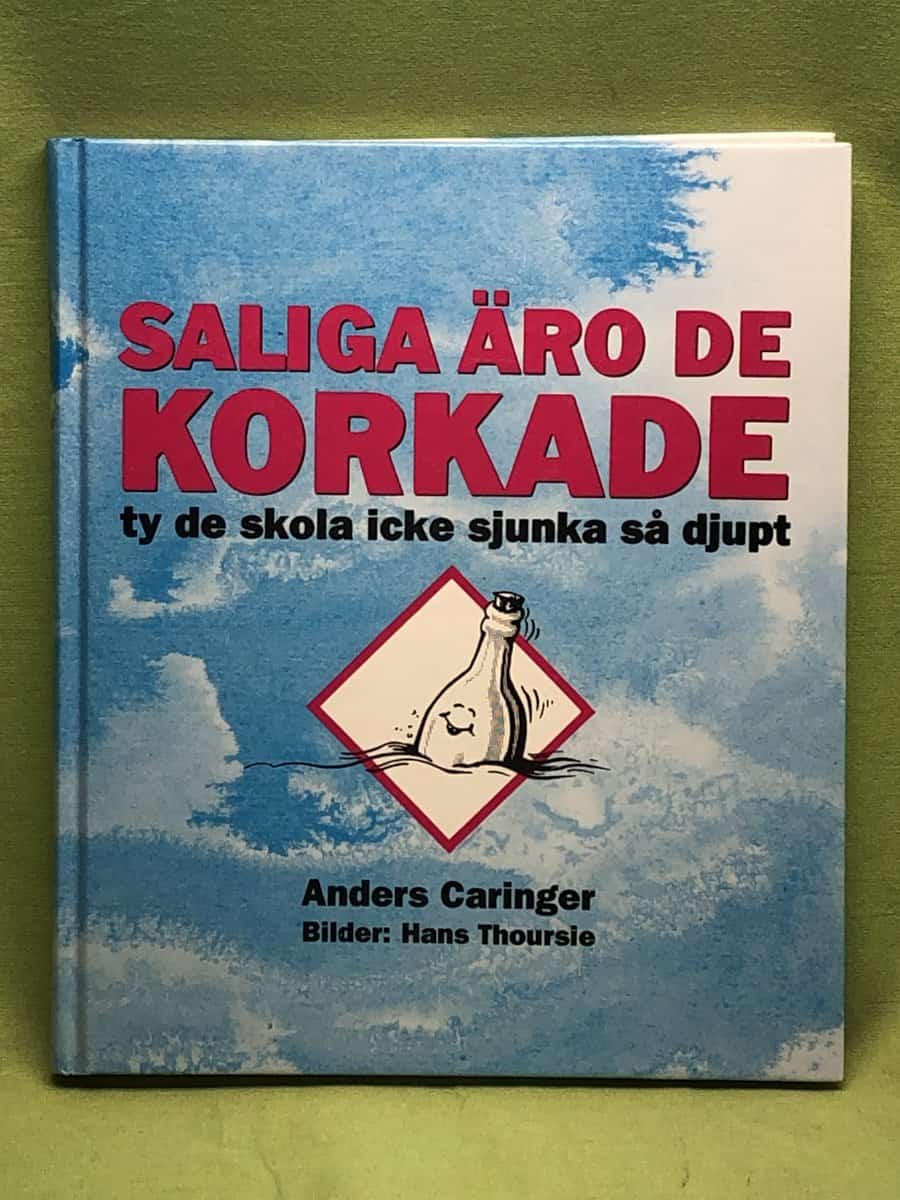 SALIGA ÄRO DE
KORKADE
ty de skola icke sjunka så djupt
Anders Caringer
Bilder: Hans Thoursie